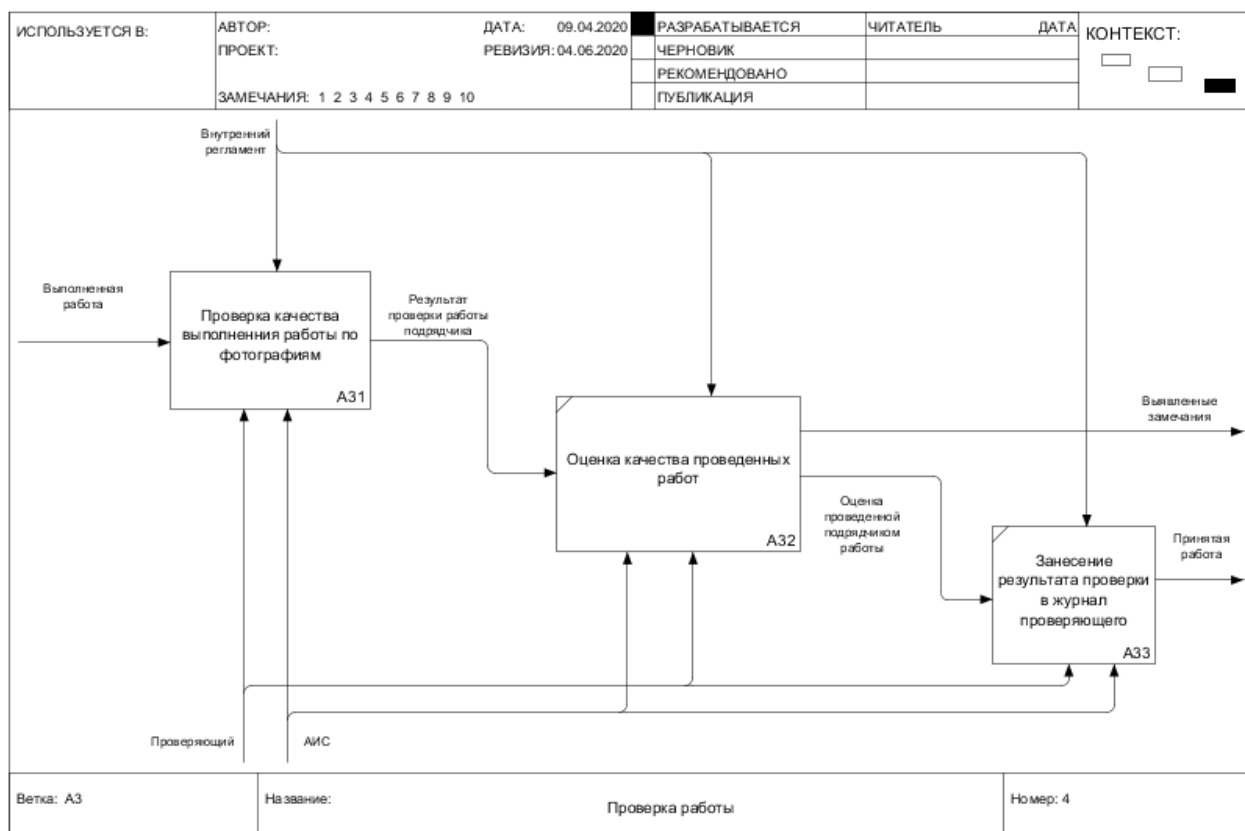 ИСПОЛЬЗУЕТСЯ В:
АВТОР:
ДАТА: 09.04.2020
ПРОЕКТ:
РЕВИЗИЯ: 04.06.2020
ЗАМЕЧАНИЯ: 1 2 3 4 5 6 7 8 9 10
РАЗРАБАТЫВАЕТСЯ
ЧЕРНОВИК
РЕКОМЕНДОВАНО
ПУБЛИКАЦИЯ
ЧИТАТЕЛЬ
ДАТА
КОНТЕКСТ:
Внутренний
регламент
Выполненная
работа
Проверка качества
выполненния работы по
фотографиям
A31
Результат
проверки работы
подрядчика
Оценка качества проведенных
работ
A32
Выявленные
замечания
Оценка
проведенной
подрядчиком
работы
Занесение
результата проверки
в журнал
проверяющего
A33
Принятая
работа
Проверяющий
АИС
Ветка: A3
Название:
Проверка работы
Номер: 4